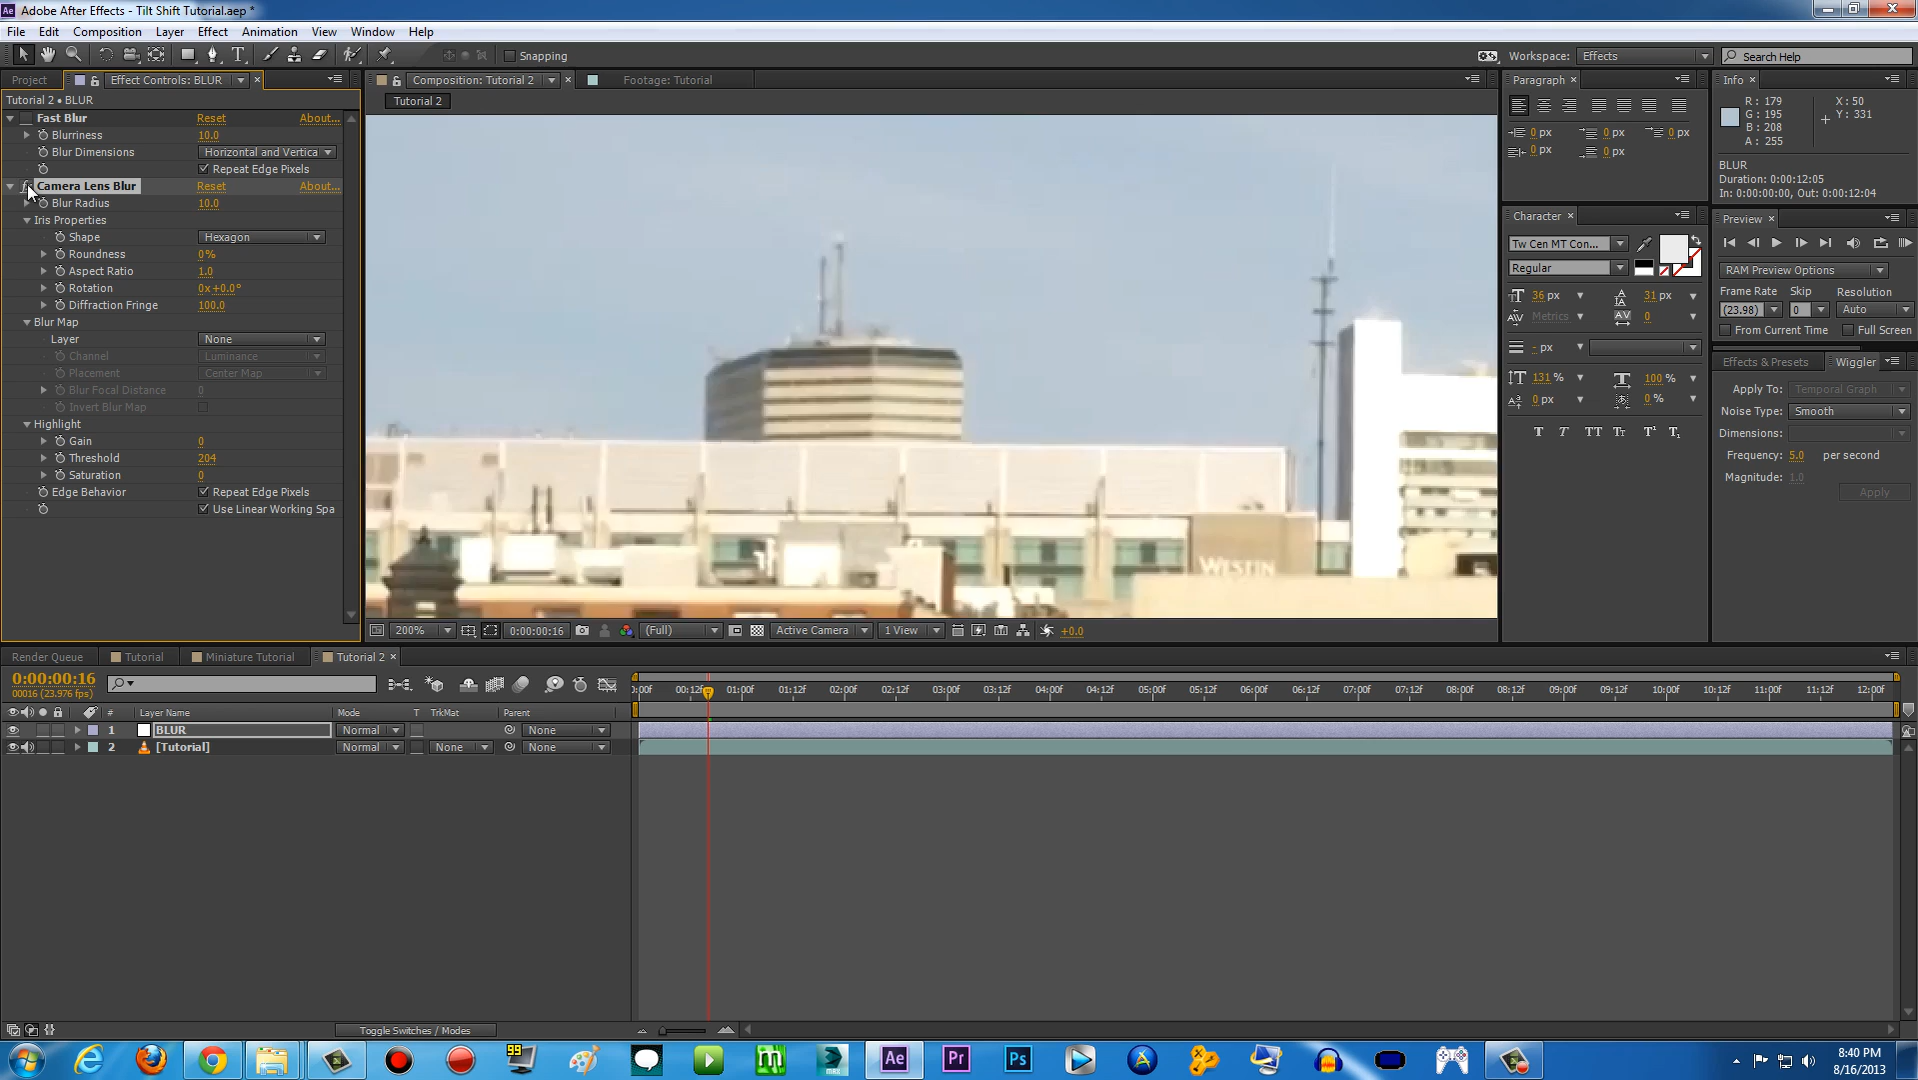 Adobe After Effects - Tilt Shift Tutorial.aep *
File Edit Composition Layer Effect Animation View Window Help
Snapping
Workspace: Effects
Search Help
Project
Effect Controls: BLUR
Composition: Tutorial 2
Footage: Tutorial
Tutorial 2 • BLUR
Tutorial 2
Fast Blur Reset About...
Blurriness 10.0
Blur Dimensions Horizontal and Vertica
Repeat Edge Pixels
Camera Lens Blur Reset About...
Blur Radius 10.0
Iris Properties
Shape Hexagon
Roundness 0%
Aspect Ratio 1.0
Rotation 0x+0.0°
Diffraction Fringe 100.0
Blur Map
Layer None
Channel Luminance
Placement Center Map
Blur Focal Distance 0
Invert Blur Map
Highlight
Gain 0
Threshold 204
Saturation 0
Edge Behavior Repeat Edge Pixels
Use Linear Working Spa
WESTIN
200% 0:00:00:16 (Full) Active Camera 1 View +0.0
Paragraph
0 px 0 px 0 px
0 px 0 px
Character
Tw Cen MT Con...
Regular
36 px 31 px
Metrics 0
- px
131 % 100 %
0 px 0 %
T T TT Tt T¹ T₁
Info
R: 179 X: 50
G: 195 Y: 331
B: 208
A: 255
BLUR
Duration: 0:00:12:05
In: 0:00:00:00, Out: 0:00:12:04
Preview
RAM Preview Options
Frame Rate Skip Resolution
(23.98) 0 Auto
From Current Time Full Screen
Effects & Presets Wiggler
Apply To: Temporal Graph
Noise Type: Smooth
Dimensions:
Frequency: 5.0 per second
Magnitude: 1.0
Apply
Render Queue Tutorial Miniature Tutorial Tutorial 2
0:00:00:16
00016 (23.976 fps)
:00f 00:12f 01:00f 01:12f 02:00f 02:12f 03:00f 03:12f 04:00f 04:12f 05:00f 05:12f 06:00f 06:12f 07:00f 07:12f 08:00f 08:12f 09:00f 09:12f 10:00f 10:12f 11:00f 11:12f 12:00f
# Layer Name Mode T TrkMat Parent
1 BLUR Normal None
2 [Tutorial] Normal None None
Toggle Switches / Modes
99
Ae Pr Ps
8:40 PM
8/16/2013